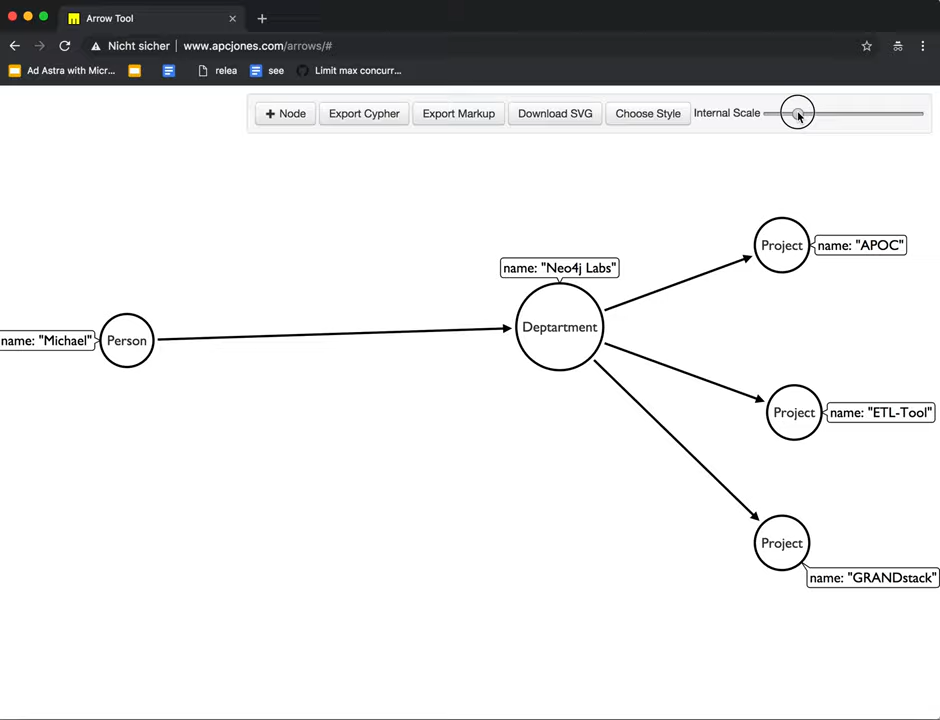 Arrow Tool
Nicht sicher www.apcjones.com/arrows/#
Ad Astra with Micr... relea see Limit max concurr...
Node Export Cypher Export Markup Download SVG Choose Style Internal Scale
Project name: "APOC"
name: "Neo4j Labs"
Deptartment
name: "Michael" Person
Project name: "ETL-Tool"
Project
name: "GRANDstack"